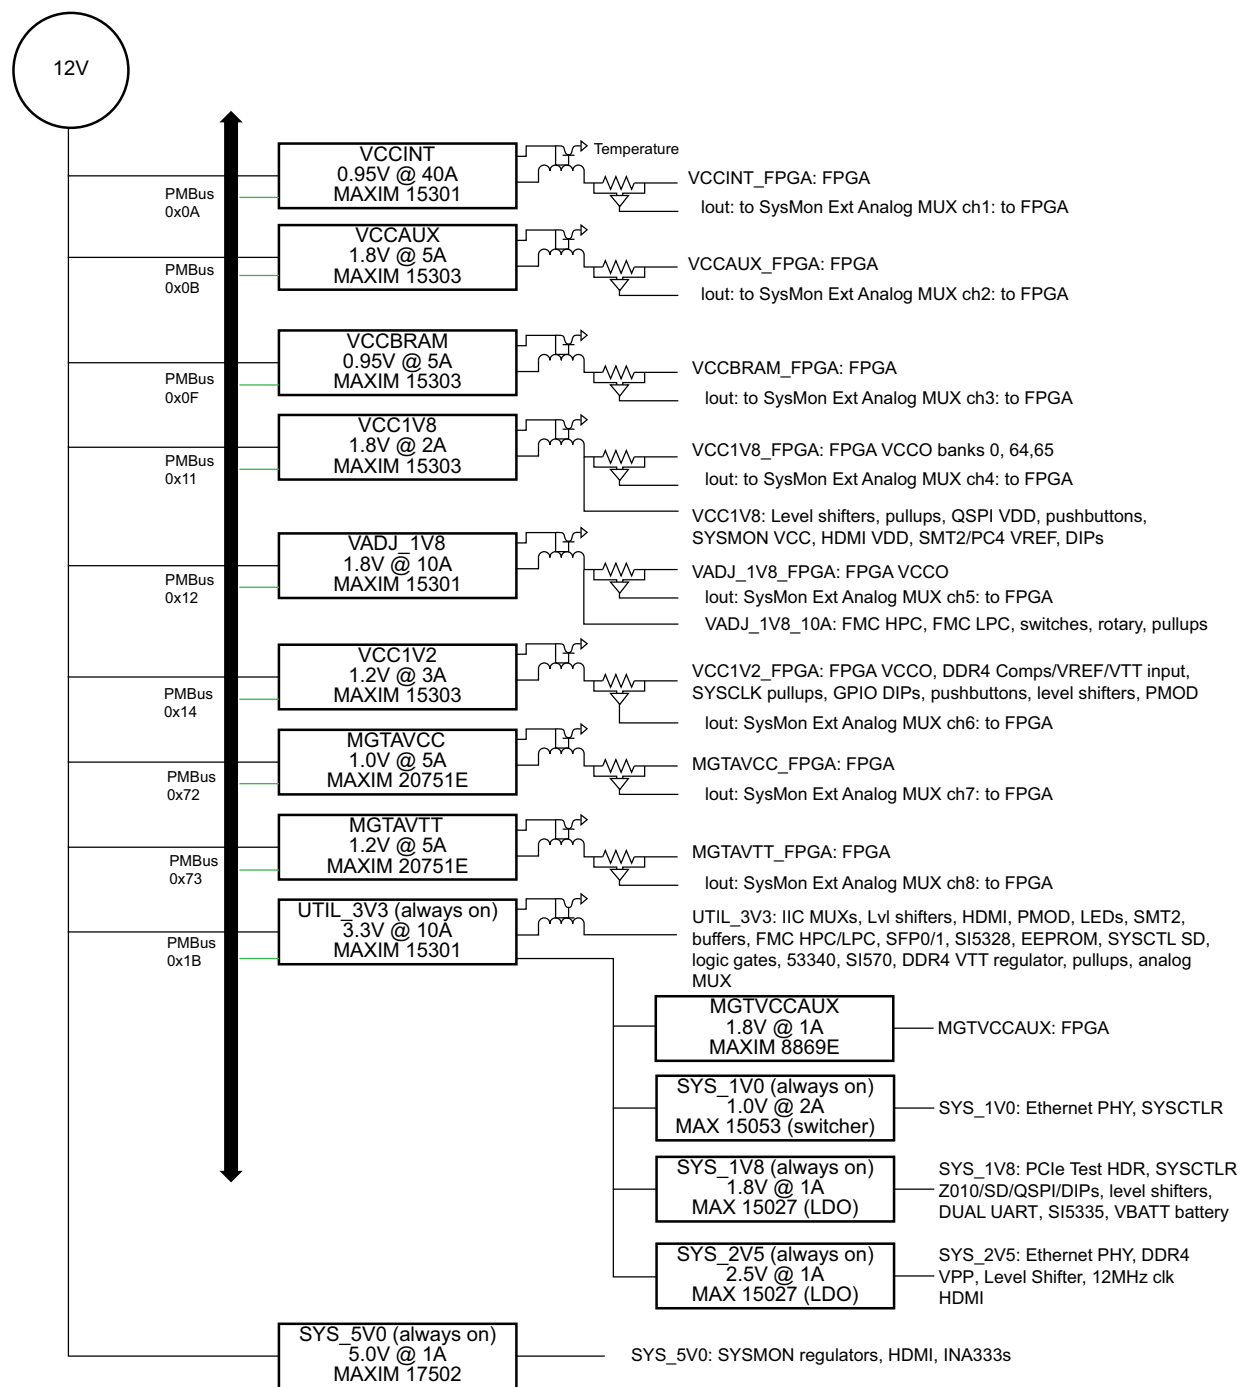 12V
VCCINT
0.95V @ 40A
MAXIM 15301
PMBus
0x0A
Temperature
VCCINT_FPGA: FPGA
Iout: to SysMon Ext Analog MUX ch1: to FPGA
VCCAUX
1.8V @ 5A
MAXIM 15303
PMBus
0x0B
VCCAUX_FPGA: FPGA
Iout: to SysMon Ext Analog MUX ch2: to FPGA
VCCBRAM
0.95V @ 5A
MAXIM 15303
PMBus
0x0F
VCCBRAM_FPGA: FPGA
Iout: to SysMon Ext Analog MUX ch3: to FPGA
VCC1V8
1.8V @ 2A
MAXIM 15303
PMBus
0x11
VCC1V8_FPGA: FPGA VCCO banks 0, 64,65
Iout: to SysMon Ext Analog MUX ch4: to FPGA
VCC1V8: Level shifters, pullups, QSPI VDD, pushbuttons,
SYSMON VCC, HDMI VDD, SMT2/PC4 VREF, DIPs
VADJ_1V8
1.8V @ 10A
MAXIM 15301
PMBus
0x12
VADJ_1V8_FPGA: FPGA VCCO
Iout: SysMon Ext Analog MUX ch5: to FPGA
VADJ_1V8_10A: FMC HPC, FMC LPC, switches, rotary, pullups
VCC1V2
1.2V @ 3A
MAXIM 15303
PMBus
0x14
VCC1V2_FPGA: FPGA VCCO, DDR4 Comps/VREF/VTT input,
SYSCLK pullups, GPIO DIPs, pushbuttons, level shifters, PMOD
Iout: SysMon Ext Analog MUX ch6: to FPGA
MGTAVCC
1.0V @ 5A
MAXIM 20751E
PMBus
0x72
MGTAVCC_FPGA: FPGA
Iout: SysMon Ext Analog MUX ch7: to FPGA
MGTAVTT
1.2V @ 5A
MAXIM 20751E
PMBus
0x73
MGTAVTT_FPGA: FPGA
Iout: SysMon Ext Analog MUX ch8: to FPGA
UTIL_3V3 (always on)
3.3V @ 10A
MAXIM 15301
PMBus
0x1B
UTIL_3V3: IIC MUXs, Lvl shifters, HDMI, PMOD, LEDs, SMT2,
buffers, FMC HPC/LPC, SFP0/1, SI5328, EEPROM, SYSCTL SD,
logic gates, 53340, SI570, DDR4 VTT regulator, pullups, analog
MUX
MGTVCCAUX
1.8V @ 1A
MAXIM 8869E
MGTVCCAUX: FPGA
SYS_1V0 (always on)
1.0V @ 2A
MAX 15053 (switcher)
SYS_1V0: Ethernet PHY, SYSCTLR
SYS_1V8 (always on)
1.8V @ 1A
MAX 15027 (LDO)
SYS_1V8: PCIe Test HDR, SYSCTLR
Z010/SD/QSPI/DIPs, level shifters,
DUAL UART, SI5335, VBATT battery
SYS_2V5 (always on)
2.5V @ 1A
MAX 15027 (LDO)
SYS_2V5: Ethernet PHY, DDR4
VPP, Level Shifter, 12MHz clk
HDMI
SYS_5V0 (always on)
5.0V @ 1A
MAXIM 17502
SYS_5V0: SYSMON regulators, HDMI, INA333s